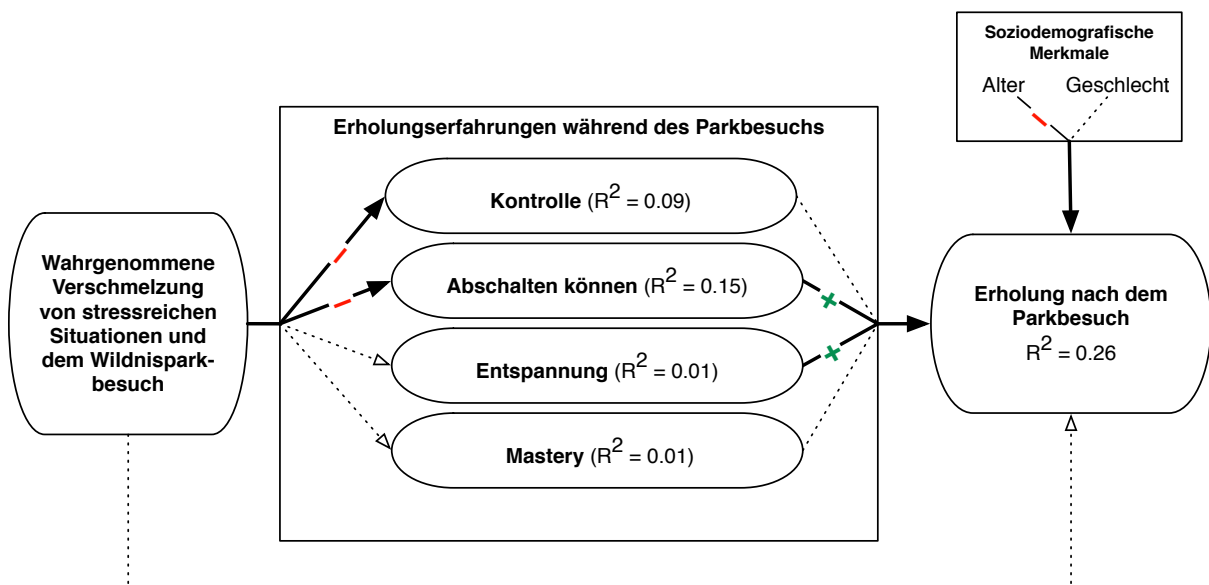 Soziodemografische
Merkmale
Alter Geschlecht
Erholungserfahrungen während des Parkbesuchs
Kontrolle (R² = 0.09)
Wahrgenommene
Verschmelzung
von stressreichen
Situationen und
dem Wildnispark-
besuch
Abschalten können (R² = 0.15)
Entspannung (R² = 0.01)
Mastery (R² = 0.01)
Erholung nach dem
Parkbesuch
R² = 0.26